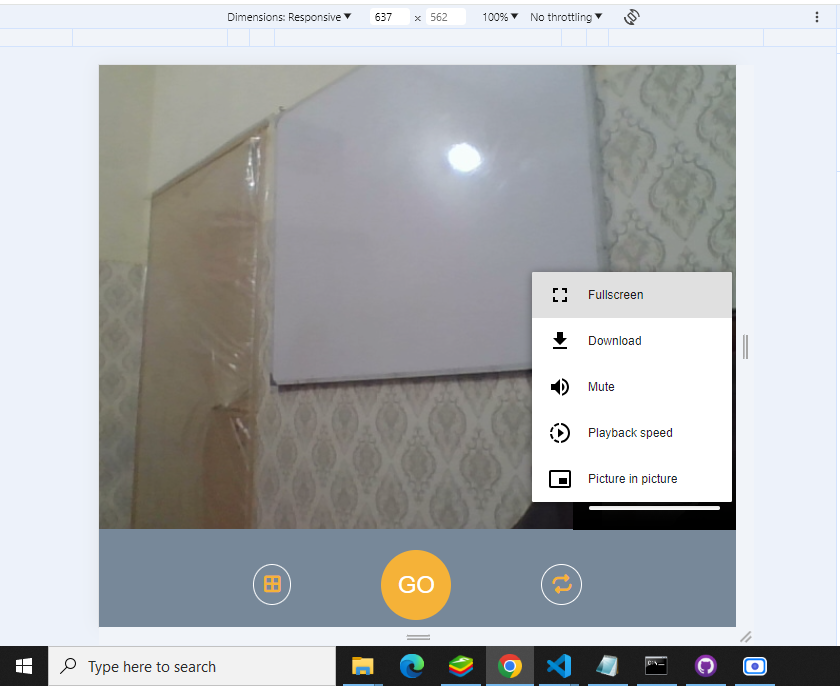 Dimensions: Responsive ▼ 637 × 562 100% ▼ No throttling ▼
Fullscreen
Download
Mute
Playback speed
Picture in picture
GO
Type here to search